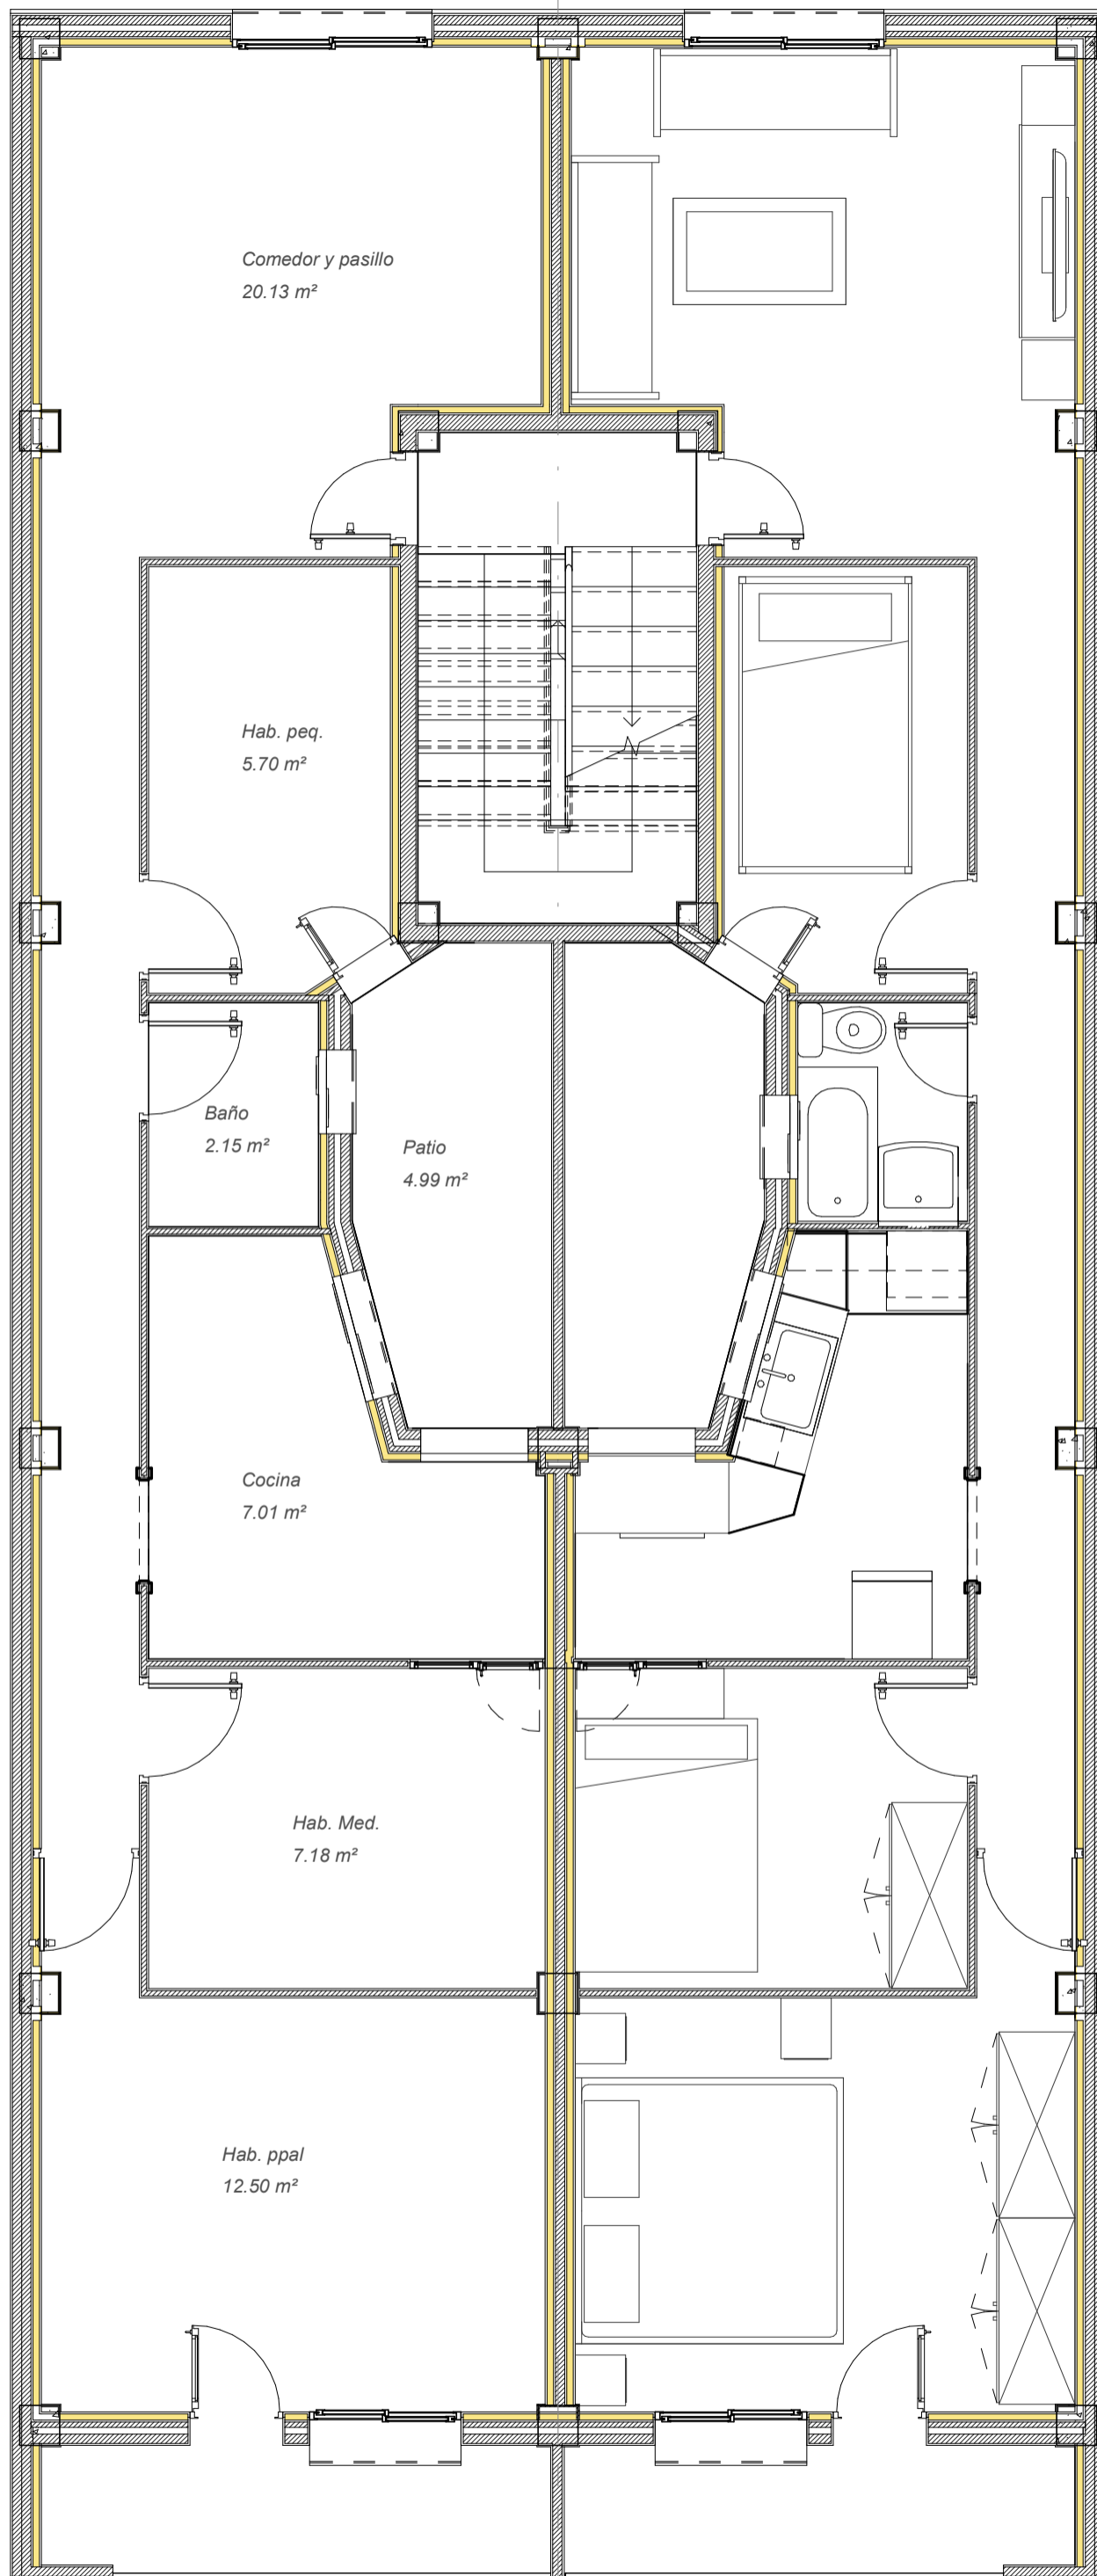 Comedor y pasillo
20.13 m²
Hab. peq.
5.70 m²
Baño
2.15 m²
Patio
4.99 m²
Cocina
7.01 m²
Hab. Med.
7.18 m²
Hab. ppal
12.50 m²